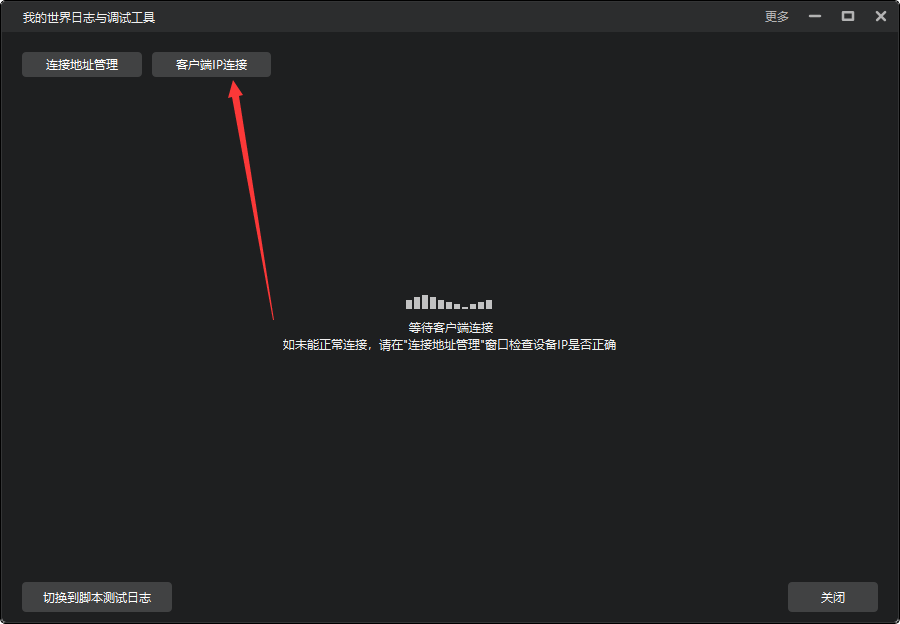 我的世界日志与调试工具
更多
连接地址管理
客户端IP连接
等待客户端连接
如未能正常连接，请在"连接地址管理"窗口检查设备IP是否正确
切换到脚本测试日志
关闭